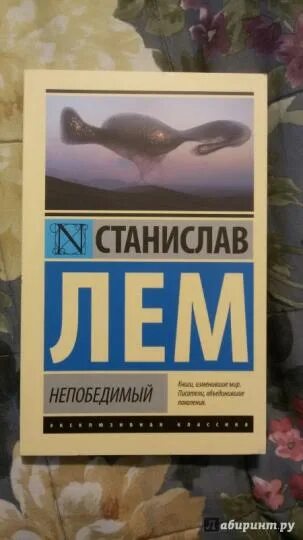 N
СТАНИСЛАВ
ЛЕМ
НЕПОБЕДИМЫЙ
Книги, изменившие мир.
Писатели, объединившие
поколения.
ЭКСКЛЮЗИВНАЯ КЛАССИКА
Лабиринт.ру